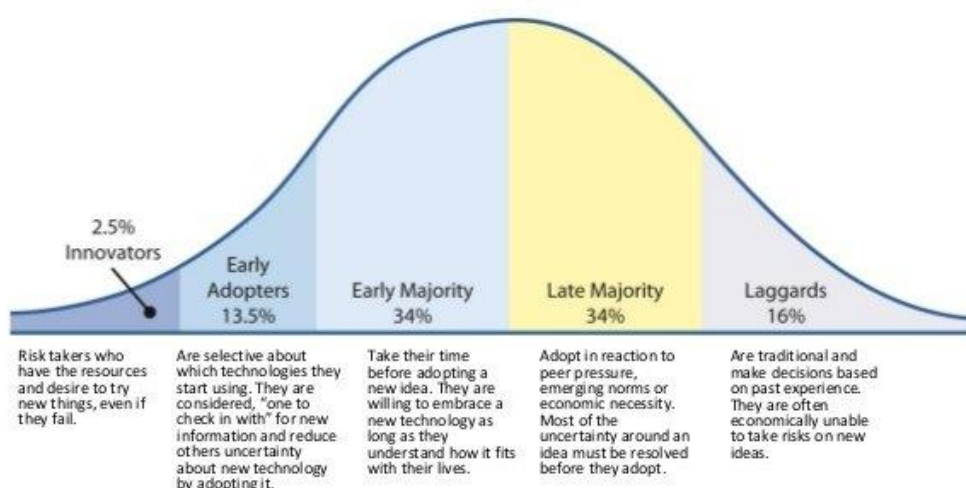 2.5%
Innovators
Early
Adopters
13.5%
Early Majority
34%
Late Majority
34%
Laggards
16%
Risk takers who
have the resources
and desire to try
new things, even if
they fail.
Are selective about
which technologies they
start using. They are
considered, "one to
check in with" for new
information and reduce
others uncertainty
about new technology
by adopting it.
Take their time
before adopting a
new idea. They are
willing to embrace a
new technology as
long as they
understand how it fits
with their lives.
Adopt in reaction to
peer pressure,
emerging norms or
economic necessity.
Most of the
uncertainty around an
idea must be resolved
before they adopt.
Are traditional and
make decisions based
on past experience.
They are often
economically unable
to take risks on new
ideas.